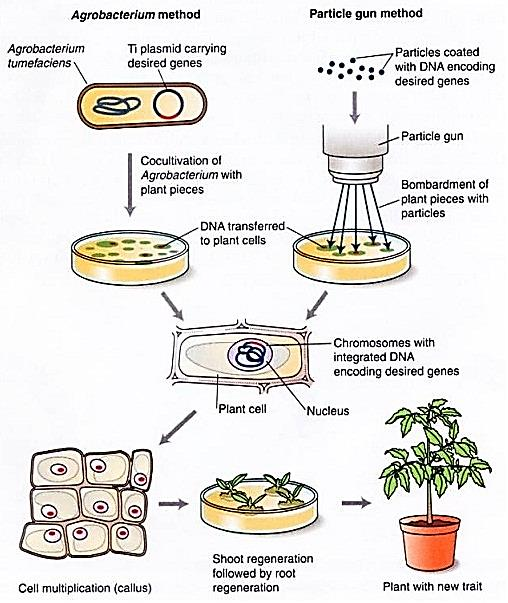 Agrobacterium method
Particle gun method
Agrobacterium
tumefaciens
Ti plasmid carrying
desired genes
Particles coated
with DNA encoding
desired genes
Particle gun
Cocultivation of
Agrobacterium with
plant pieces
Bombardment of
plant pieces with
particles
DNA transferred
to plant cells
Chromosomes with
integrated DNA
encoding desired genes
Plant cell
Nucleus
Cell multiplication (callus)
Shoot regeneration
followed by root
regeneration
Plant with new trait